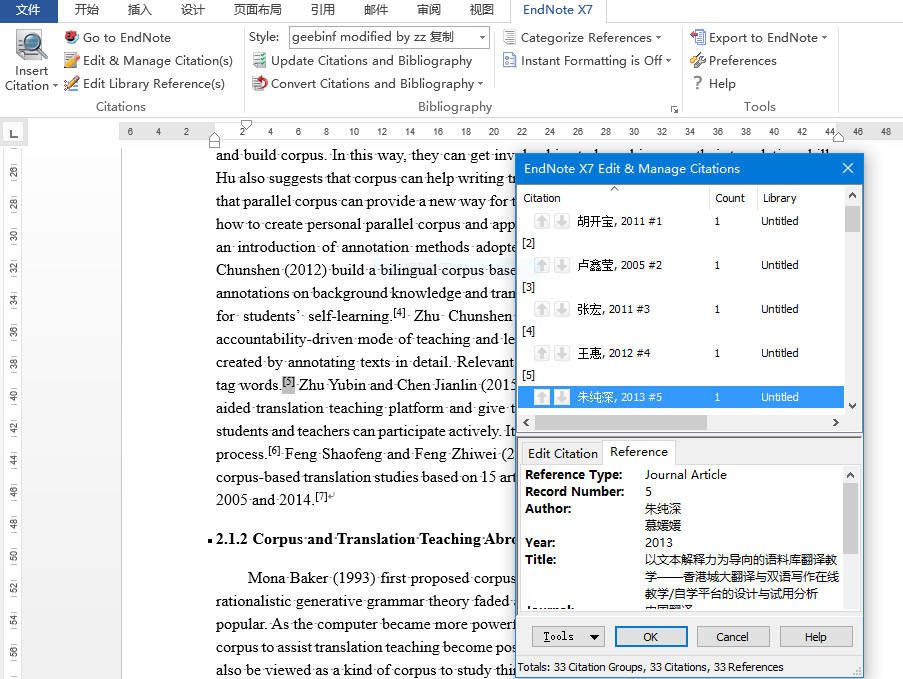 文件 开始 插入 设计 页面布局 引用 邮件 审阅 视图 EndNote X7
Insert Citation
Go to EndNote
Edit & Manage Citation(s)
Edit Library Reference(s)
Citations
Style: geebinf modified by zz 复制
Update Citations and Bibliography
Convert Citations and Bibliography
Bibliography
Categorize References
Instant Formatting is Off
Export to EndNote
Preferences
? Help
Tools
L
6 4 2 2 4 6 8 10 12 14 16 18 20 22 24 26 28 30 32 34 36 38 40 42 44 46 48
26
28
30
32
34
36
38
40
42
44
46
48
50
52
54
56
and build corpus. In this way, they can get inv
Hu also suggests that corpus can help writing tr
that parallel corpus can provide a new way for t
how to create personal parallel corpus and app
an introduction of annotation methods adopte
Chunshen (2012) build a bilingual corpus base
annotations on background knowledge and tran
for students’ self-learning.[4] Zhu Chunshen
accountability-driven mode of teaching and le
created by annotating texts in detail. Relevant
tag words.[5] Zhu Yubin and Chen Jianlin (2015
aided translation teaching platform and give t
students and teachers can participate actively. It
process.[6] Feng Shaofeng and Feng Zhiwei (2
corpus-based translation studies based on 15 art
2005 and 2014.[7]
2.1.2 Corpus and Translation Teaching Abro
Mona Baker (1993) first proposed corpus
rationalistic generative grammar theory faded a
popular. As the computer became more powerf
corpus to assist translation teaching become pos
also be viewed as a kind of corpus to study thi
EndNote X7 Edit & Manage Citations
Citation Count Library
胡开宝, 2011 #1 1 Untitled
[2]
卢鑫莹, 2005 #2 1 Untitled
[3]
张宏, 2011 #3 1 Untitled
[4]
王惠, 2012 #4 1 Untitled
[5]
朱纯深, 2013 #5 1 Untitled
Edit Citation Reference
Reference Type: Journal Article
Record Number: 5
Author: 朱纯深
慕媛媛
Year: 2013
Title: 以文本解释力为导向的语料库翻译教
学——香港城大翻译与双语写作在线
教学/自学平台的设计与试用分析
Tools OK Cancel Help
Totals: 33 Citation Groups, 33 Citations, 33 References